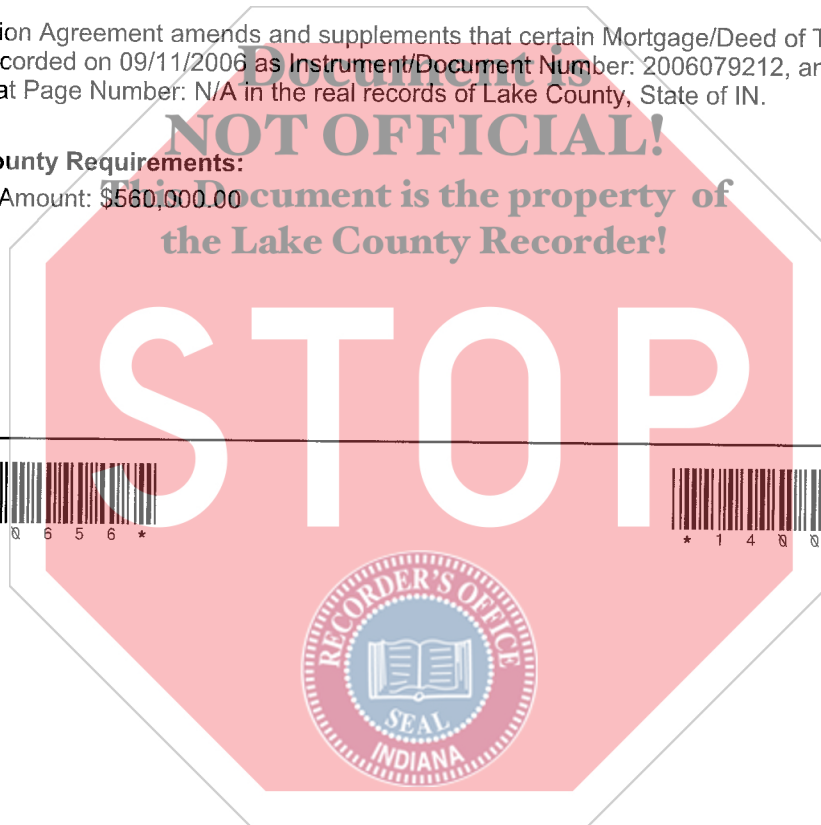 ion Agreement amends and supplements that certain Mortgage/Deed of T
corded on 09/11/2006 as Instrument/Document Number: 2006079212, an
at Page Number: N/A in the real records of Lake County, State of IN.
Document is
NOT OFFICIAL!
ounty Requirements:
Amount: $560,000.00
This Document is the property of
the Lake County Recorder!
STOP
0 6 5 6 *
* 1 4 0 0
RECORDER'S OFFICE
SEAL
INDIANA